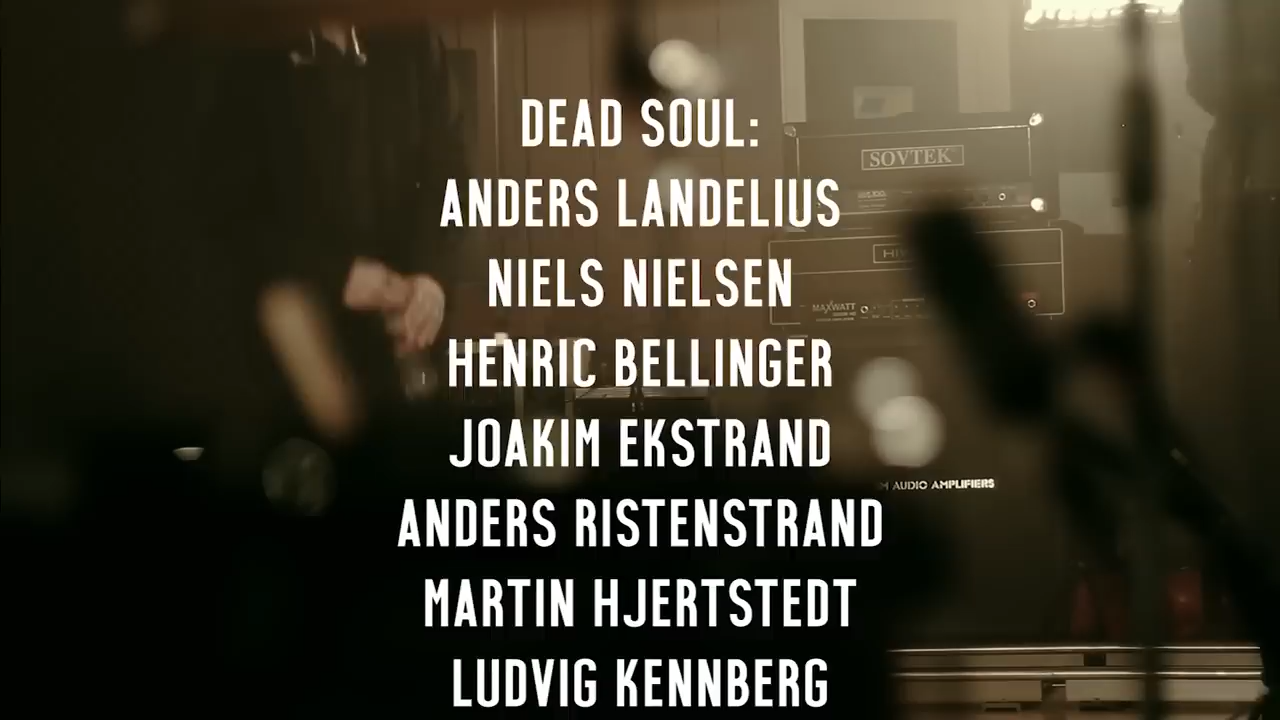 DEAD SOUL:
ANDERS LANDELIUS
NIELS NIELSEN
HENRIC BELLINGER
JOAKIM EKSTRAND
ANDERS RISTENSTRAND
MARTIN HJERTSTEDT
LUDVIG KENNBERG
SOVTEK
MAXWATT
AUDIO AMPLIFIERS